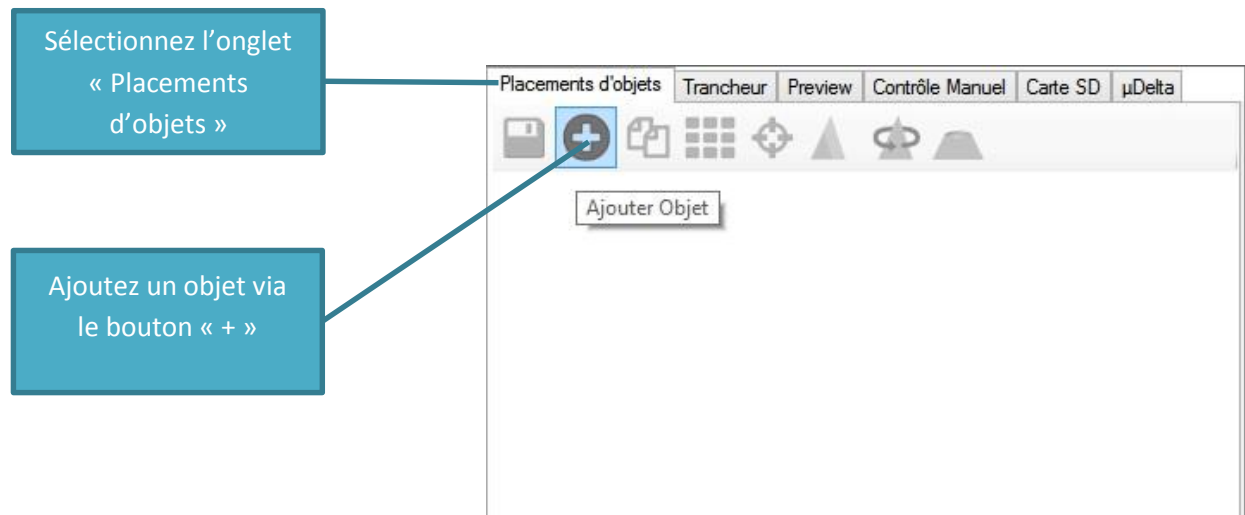 Sélectionnez l’onglet
« Placements
d’objets »
Placements d'objets Trancheur Preview Contrôle Manuel Carte SD µDelta
Ajouter Objet
Ajoutez un objet via
le bouton « + »